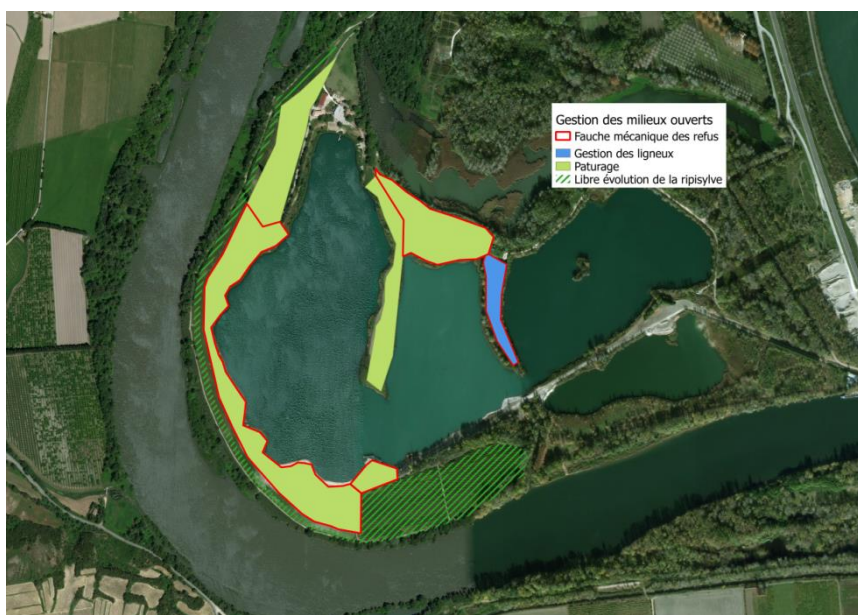 Gestion des milieux ouverts
Fauche mécanique des refus
Gestion des ligneux
Paturage
Libre évolution de la ripisylve